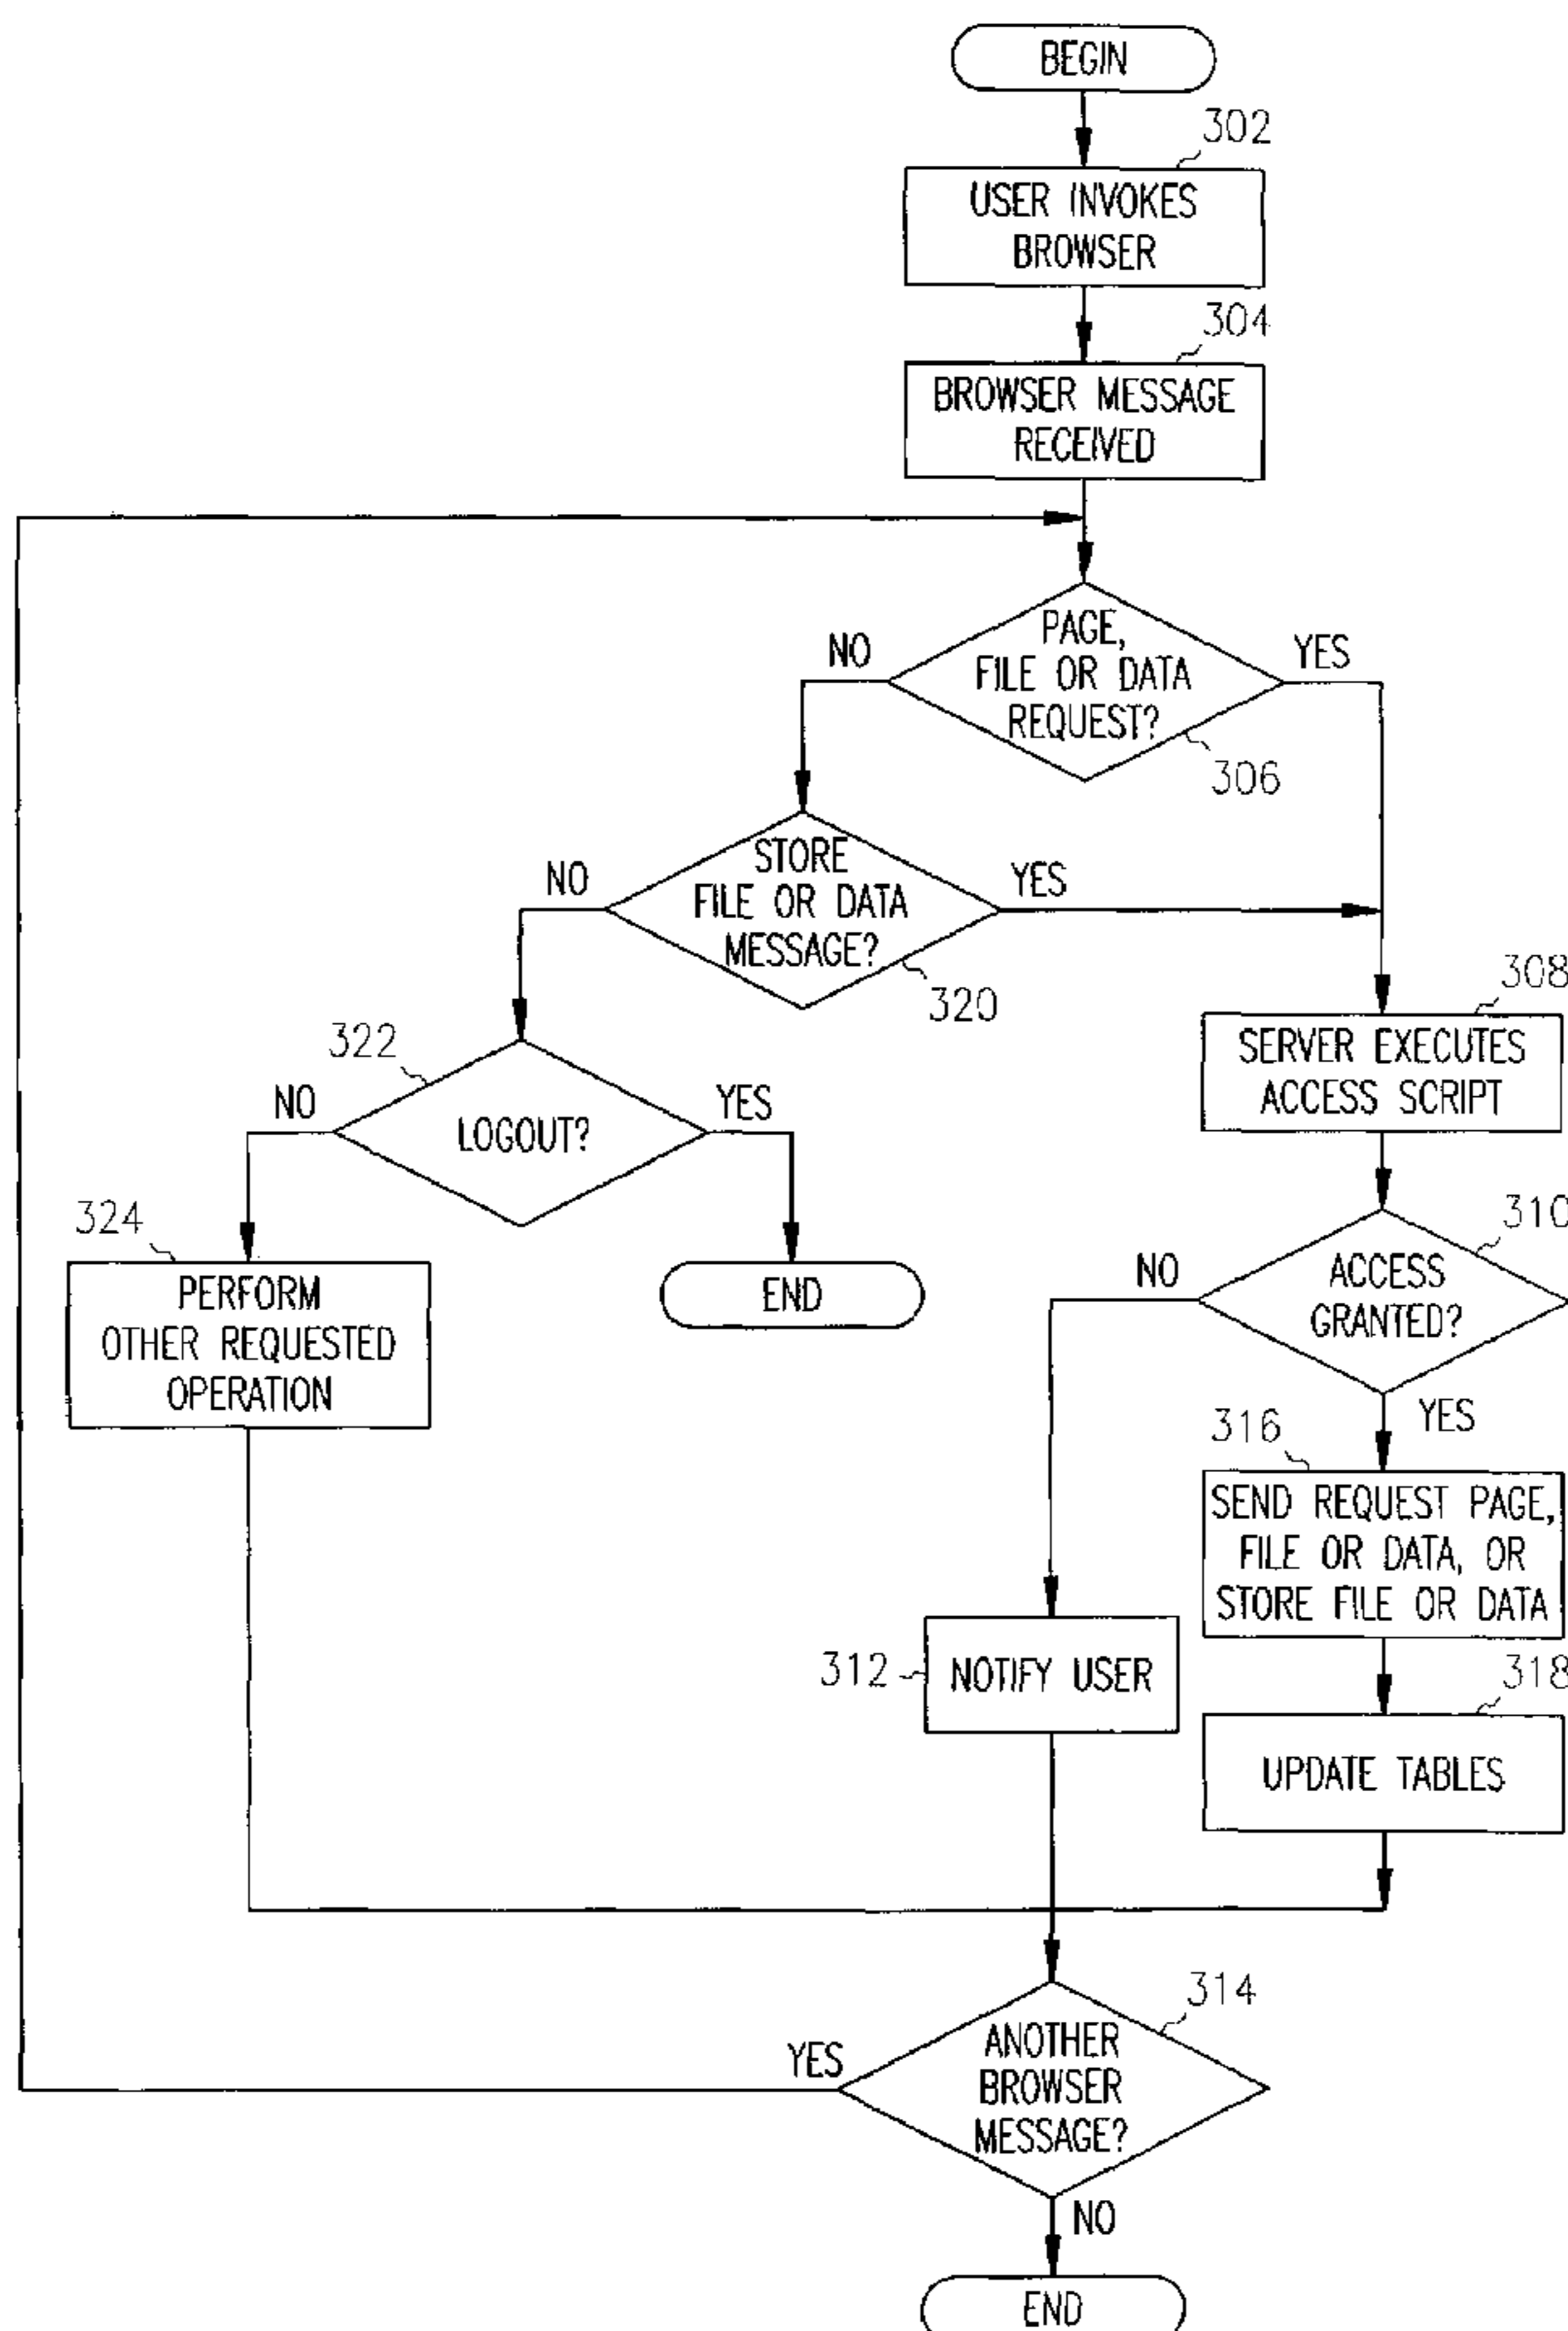 BEGIN
302
USER INVOKES
BROWSER
304
BROWSER MESSAGE
RECEIVED
NO
PAGE,
FILE OR DATA
REQUEST?
YES
306
NO
STORE
FILE OR DATA
MESSAGE?
YES
320
308
SERVER EXECUTES
ACCESS SCRIPT
322
NO
LOGOUT?
YES
324
PERFORM
OTHER REQUESTED
OPERATION
END
310
NO
ACCESS
GRANTED?
YES
316
SEND REQUEST PAGE,
FILE OR DATA, OR
STORE FILE OR DATA
312
NOTIFY USER
318
UPDATE TABLES
314
YES
ANOTHER
BROWSER
MESSAGE?
NO
END